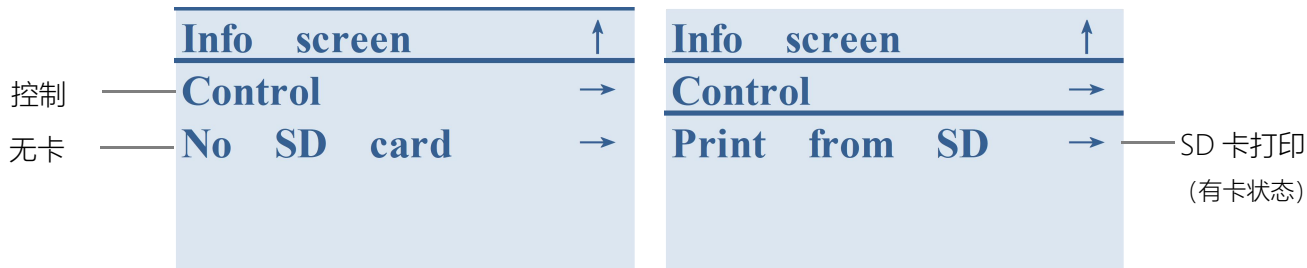 Info screen ↑
控制 Control →
无卡 No SD card →
Info screen ↑
Control →
Print from SD → SD 卡打印
(有卡状态)